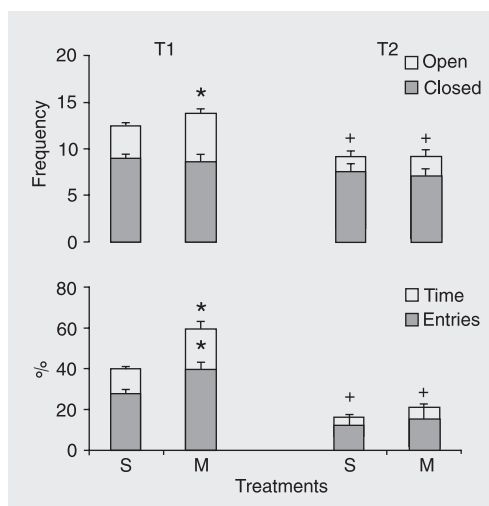 T1 T2
20
15
10
5
0
Frequency
Open
Closed
*
+ +
80
60
40
20
0
%
Time
Entries
*
*
+ +
S M S M
Treatments